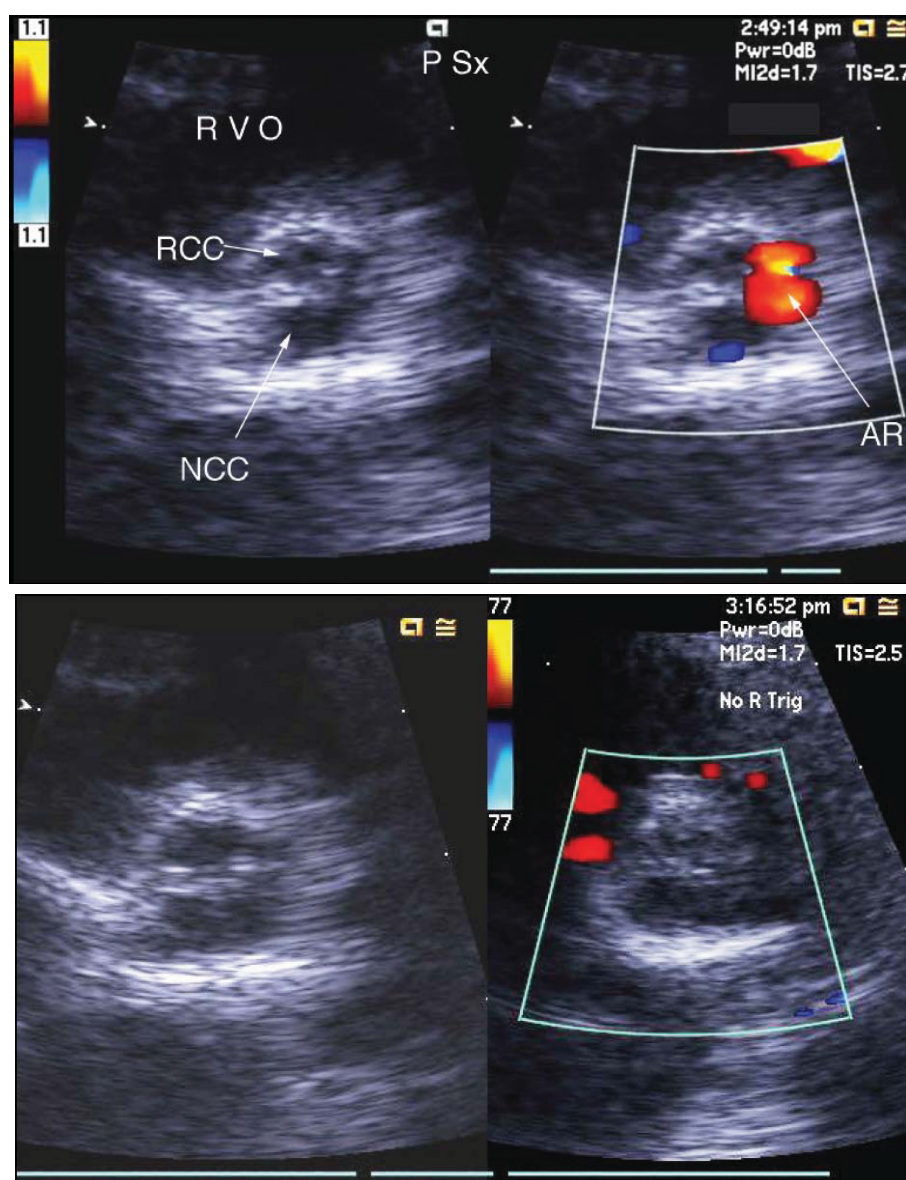 1.1
P Sx
2:49:14 pm
Pwr=0dB
MI2d=1.7 TIS=2.7
R V O
1.1
RCC
AR
NCC
77
3:16:52 pm
Pwr=0dB
MI2d=1.7 TIS=2.5
No R Trig
77